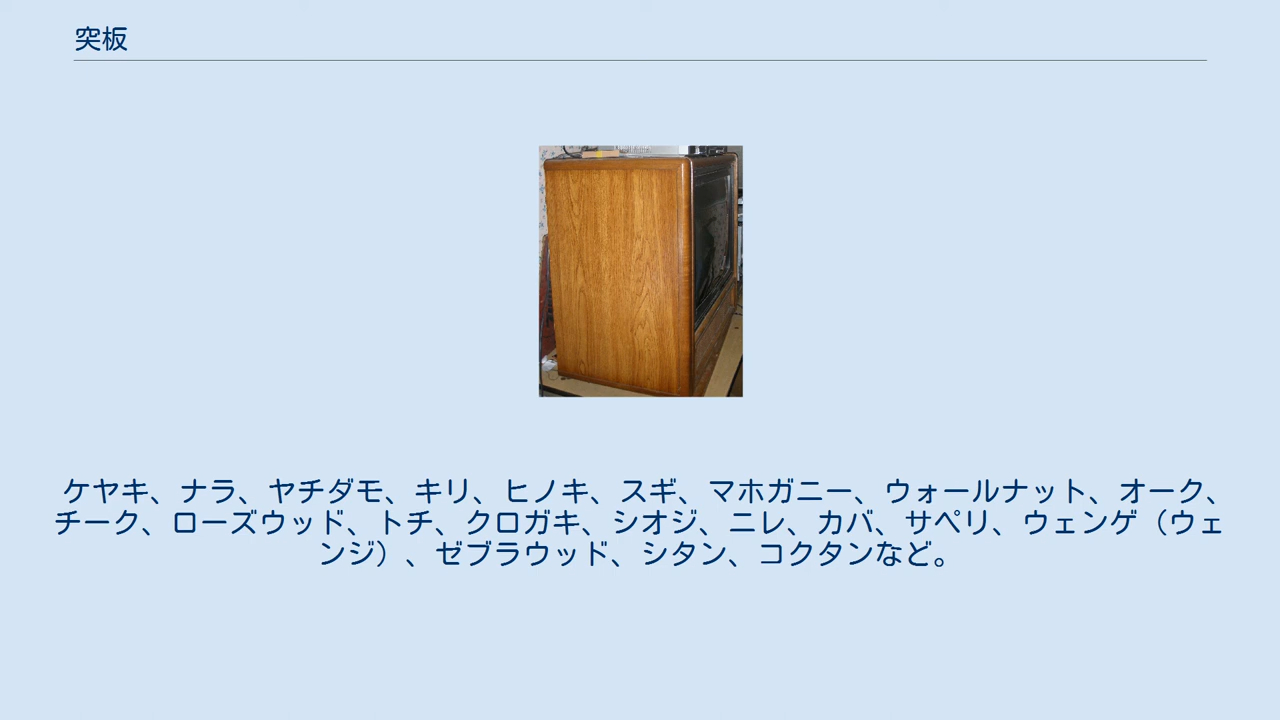 突板
ケヤキ、ナラ、ヤチダモ、キリ、ヒノキ、スギ、マホガニー、ウォールナット、オーク、
チーク、ローズウッド、トチ、クロガキ、シオジ、ニレ、カバ、サペリ、ウェンゲ（ウェ
ンジ）、ゼブラウッド、シタン、コクタンなど。